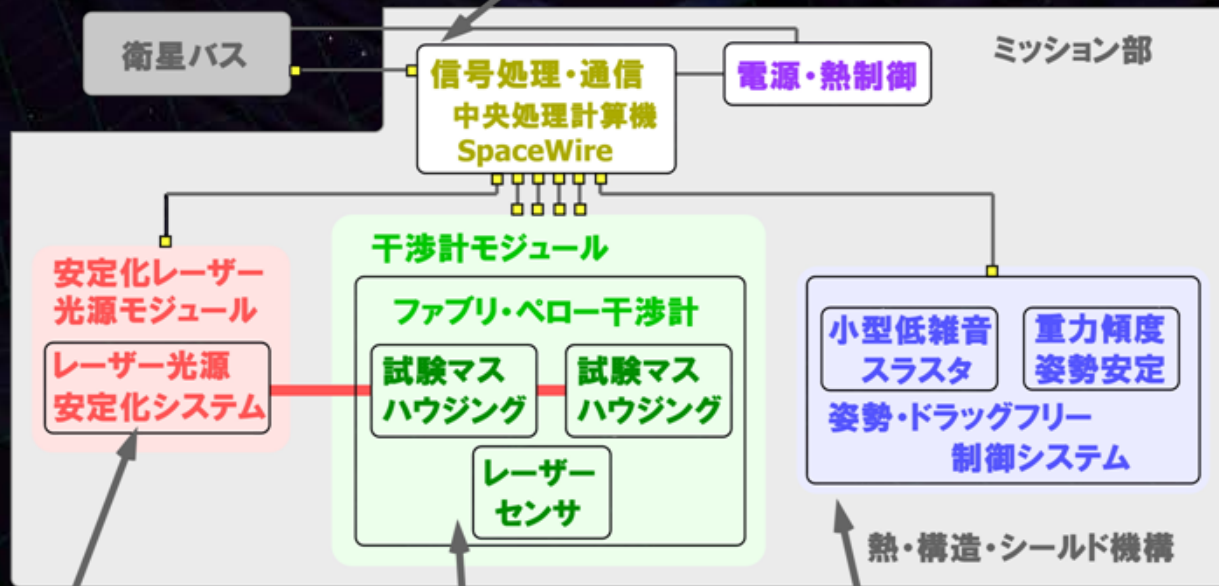 衛星バス
ミッション部
信号処理・通信
中央処理計算機
SpaceWire
電源・熱制御
安定化レーザー
光源モジュール
レーザー光源
安定化システム
干渉計モジュール
ファブリ・ペロー干渉計
試験マス
ハウジング
試験マス
ハウジング
レーザー
センサ
小型低雑音
スラスタ
重力傾度
姿勢安定
姿勢・ドラッグフリー
制御システム
熱・構造・シールド機構